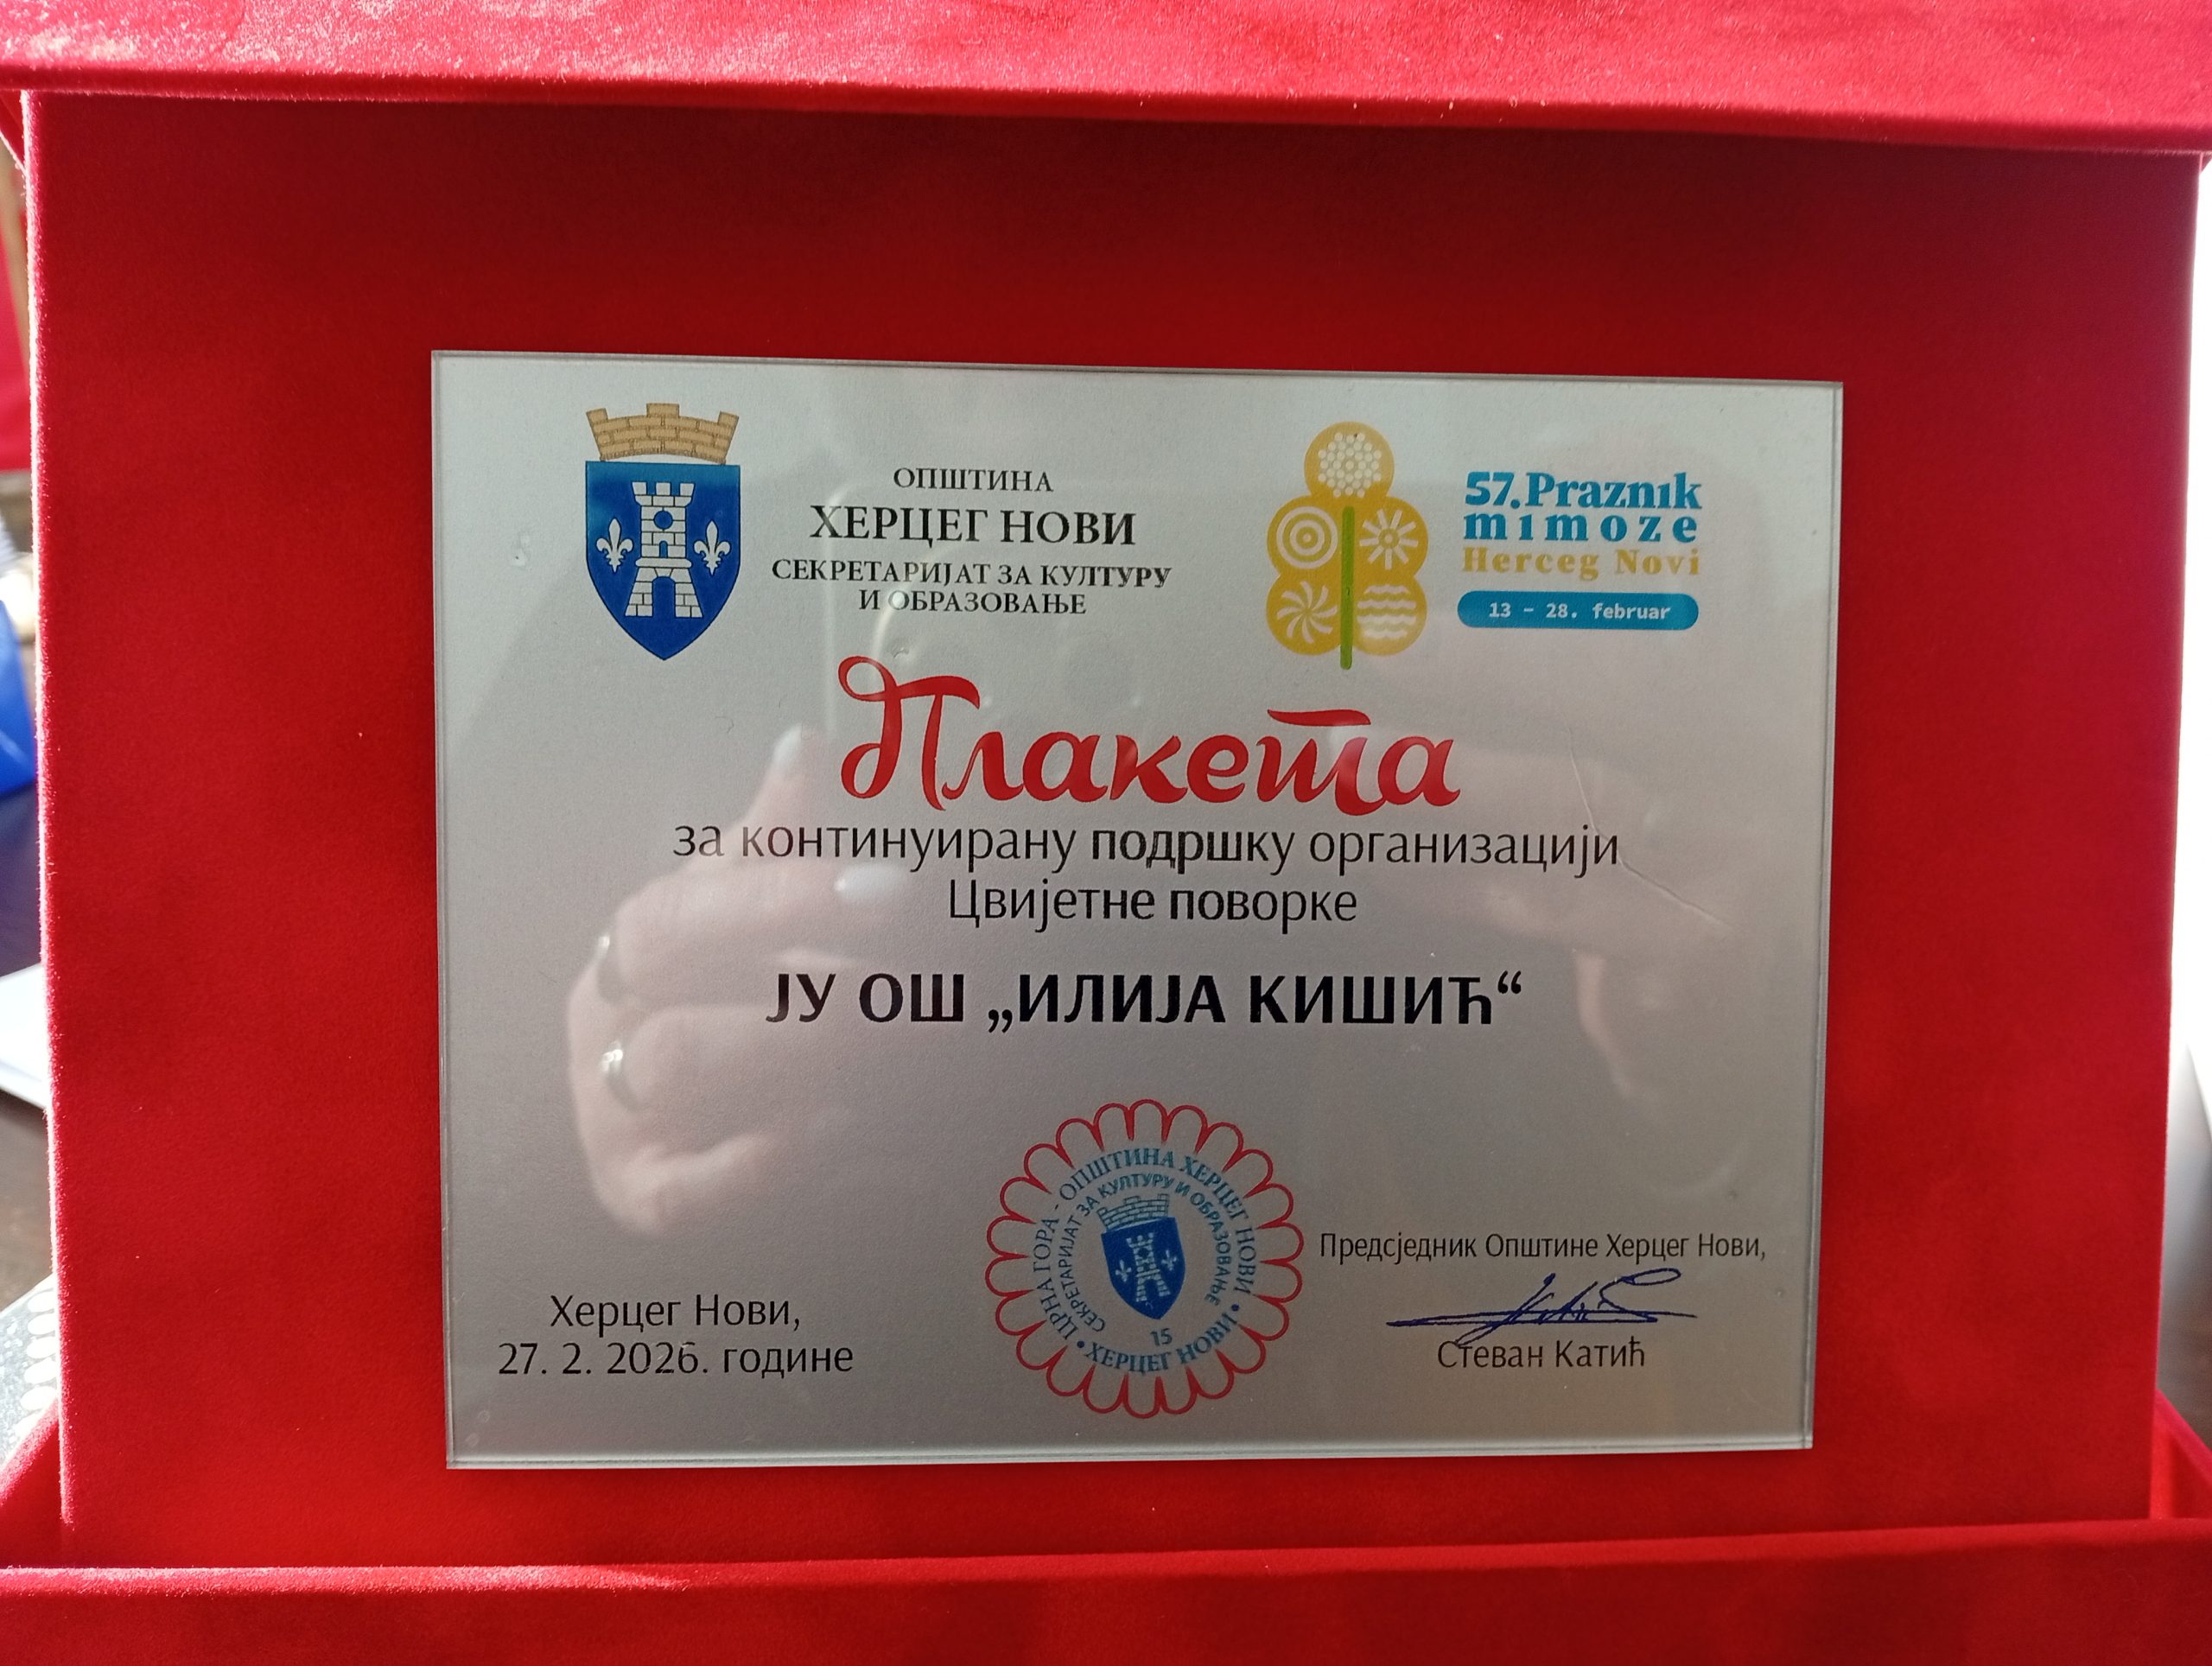 ОПШТИНА
ХЕРЦЕГ НОВИ
СЕКРЕТАРИЈАТ ЗА КУЛТУРУ
И ОБРАЗОВАЊЕ
57. Praznik
mimoze
Herceg Novi
13 - 28. februar
Плакета
за континуирану подршку организацији
Цвијетне поворке
ЈУ ОШ „ИЛИЈА КИШИЋ“
ЦРНА ГОРА - ОПШТИНА ХЕРЦЕГ НОВИ • ХЕРЦЕГ НОВИ •
СЕКРЕТАРИЈАТ ЗА КУЛТУРУ И ОБРАЗОВАЊЕ
15
Херцег Нови,
27. 2. 2026. године
Предсједник Општине Херцег Нови,
Стеван Катић